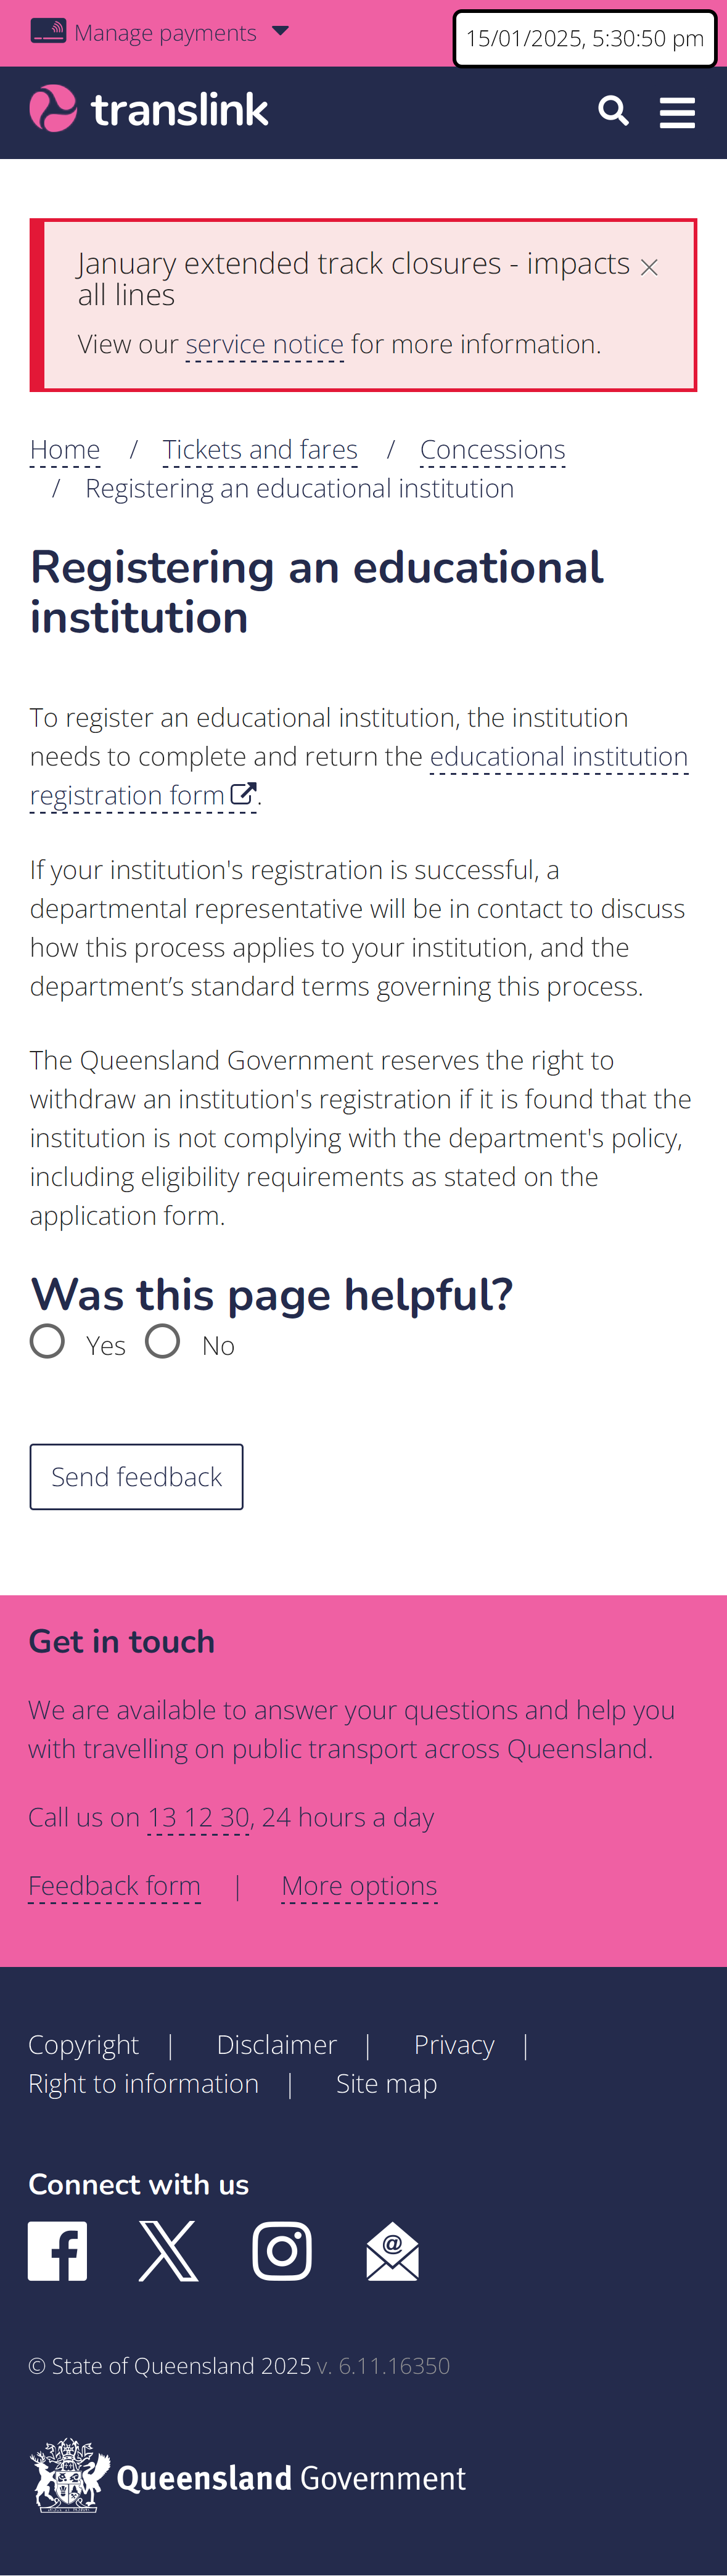 Manage payments
15/01/2025, 5:30:50 pm
translink
January extended track closures - impacts
all lines
View our service notice for more information.
Home / Tickets and fares / Concessions
/ Registering an educational institution
Registering an educational
institution
To register an educational institution, the institution
needs to complete and return the educational institution
registration form.
If your institution's registration is successful, a
departmental representative will be in contact to discuss
how this process applies to your institution, and the
department’s standard terms governing this process.
The Queensland Government reserves the right to
withdraw an institution's registration if it is found that the
institution is not complying with the department's policy,
including eligibility requirements as stated on the
application form.
Was this page helpful?
Yes No
Send feedback
Get in touch
We are available to answer your questions and help you
with travelling on public transport across Queensland.
Call us on 13 12 30, 24 hours a day
Feedback form | More options
Copyright | Disclaimer | Privacy |
Right to information | Site map
Connect with us
© State of Queensland 2025 v. 6.11.16350
Queensland Government